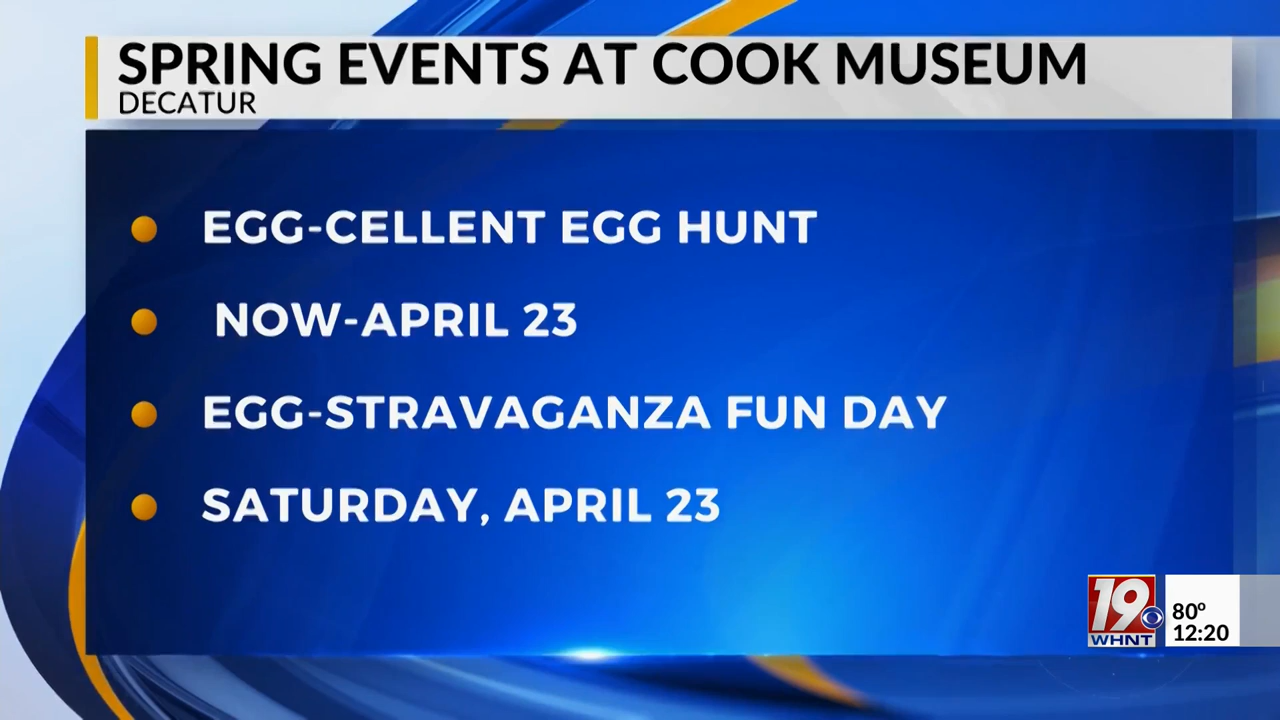 SPRING EVENTS AT COOK MUSEUM
DECATUR
EGG-CELLENT EGG HUNT
NOW-APRIL 23
EGG-STRAVAGANZA FUN DAY
SATURDAY, APRIL 23
19
WHNT
80º
12:20